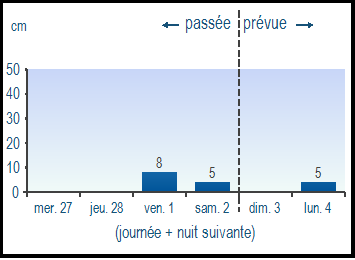 passée prévue
cm
50
40
30
20
10
0
8 5 5
mer. 27 jeu. 28 ven. 1 sam. 2 dim. 3 lun. 4
(journée + nuit suivante)